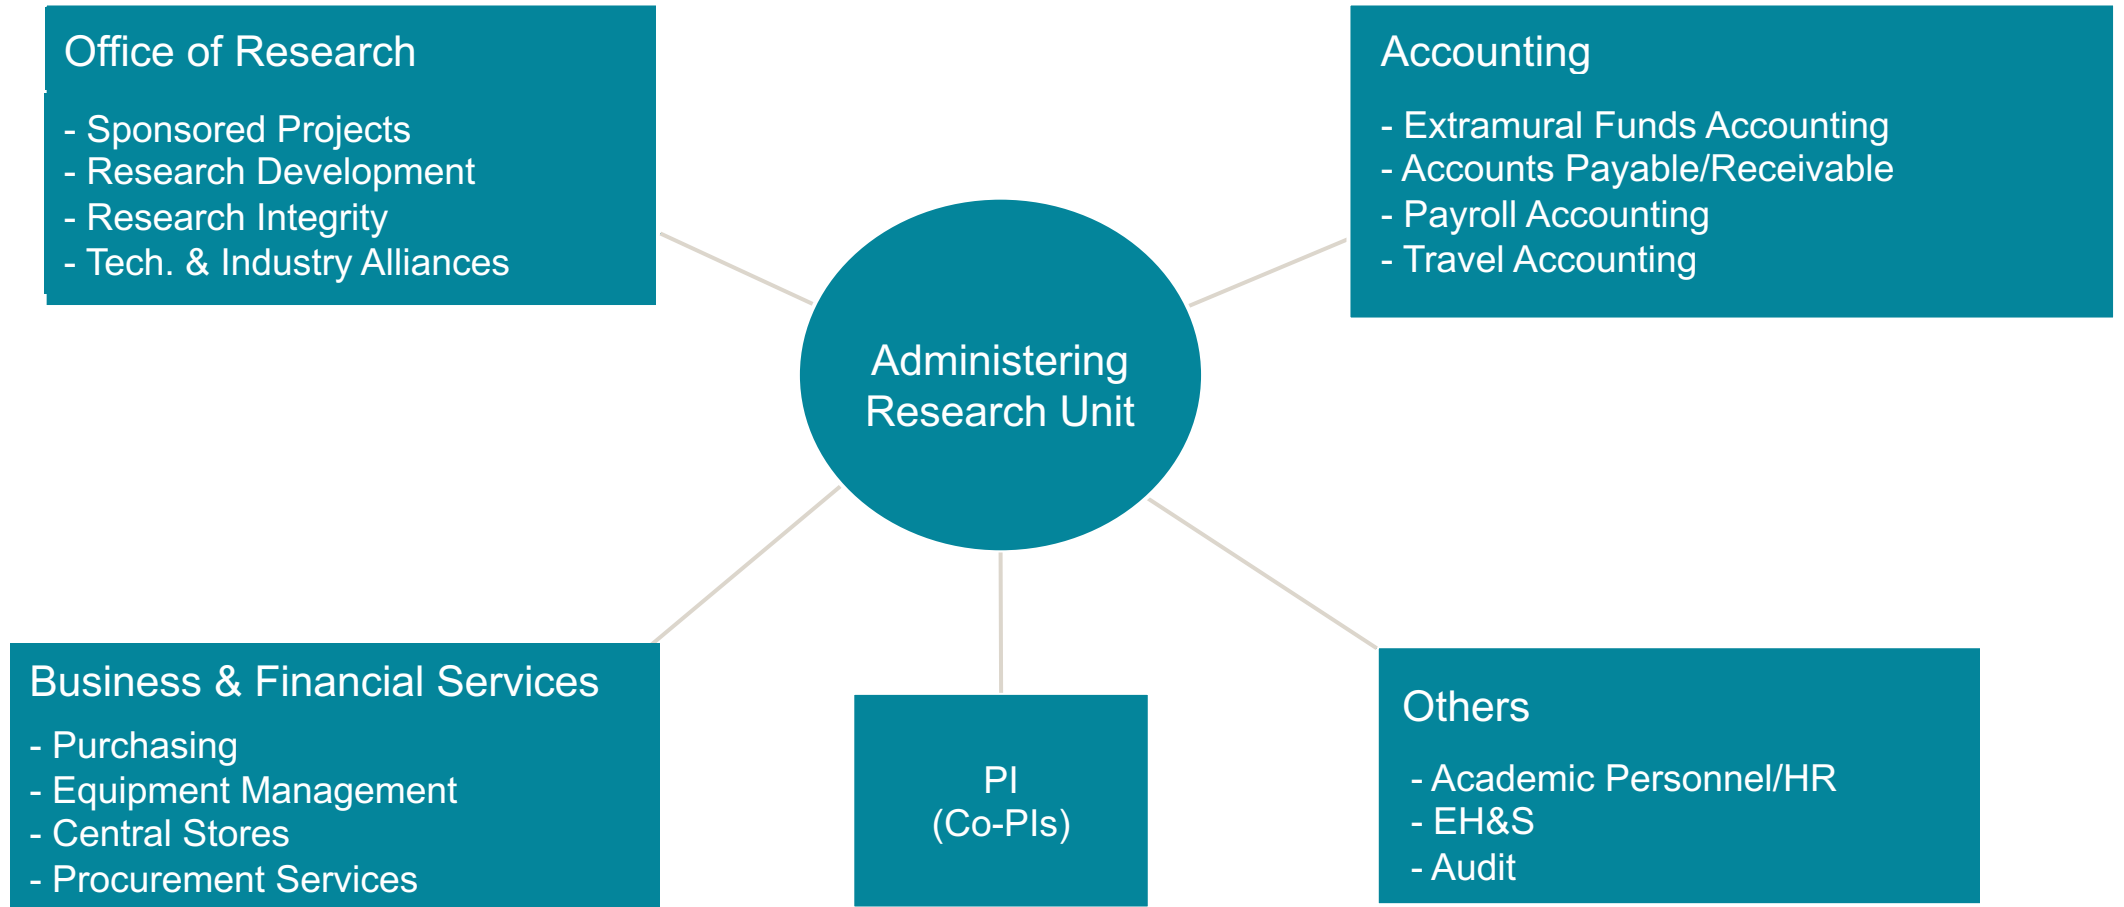 Office of Research
- Sponsored Projects
- Research Development
- Research Integrity
- Tech. & Industry Alliances
Accounting
- Extramural Funds Accounting
- Accounts Payable/Receivable
- Payroll Accounting
- Travel Accounting
Administering
Research Unit
Business & Financial Services
- Purchasing
- Equipment Management
- Central Stores
- Procurement Services
PI
(Co-PIs)
Others
- Academic Personnel/HR
- EH&S
- Audit